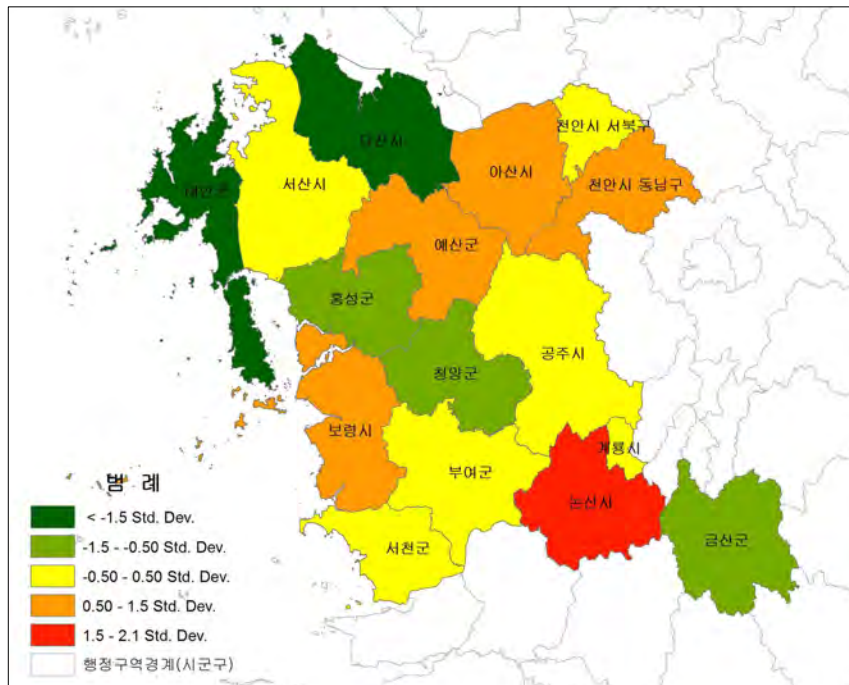 천안시 서북구
당산시
아산시
태안군
서산시
천안시 동남구
예산군
홍성군
공주시
청양군
보령시
계룡시
부여군
논산시
서천군
금산군
범 례
< -1.5 Std. Dev.
-1.5 - -0.50 Std. Dev.
-0.50 - 0.50 Std. Dev.
0.50 - 1.5 Std. Dev.
1.5 - 2.1 Std. Dev.
행정구역경계(시군구)